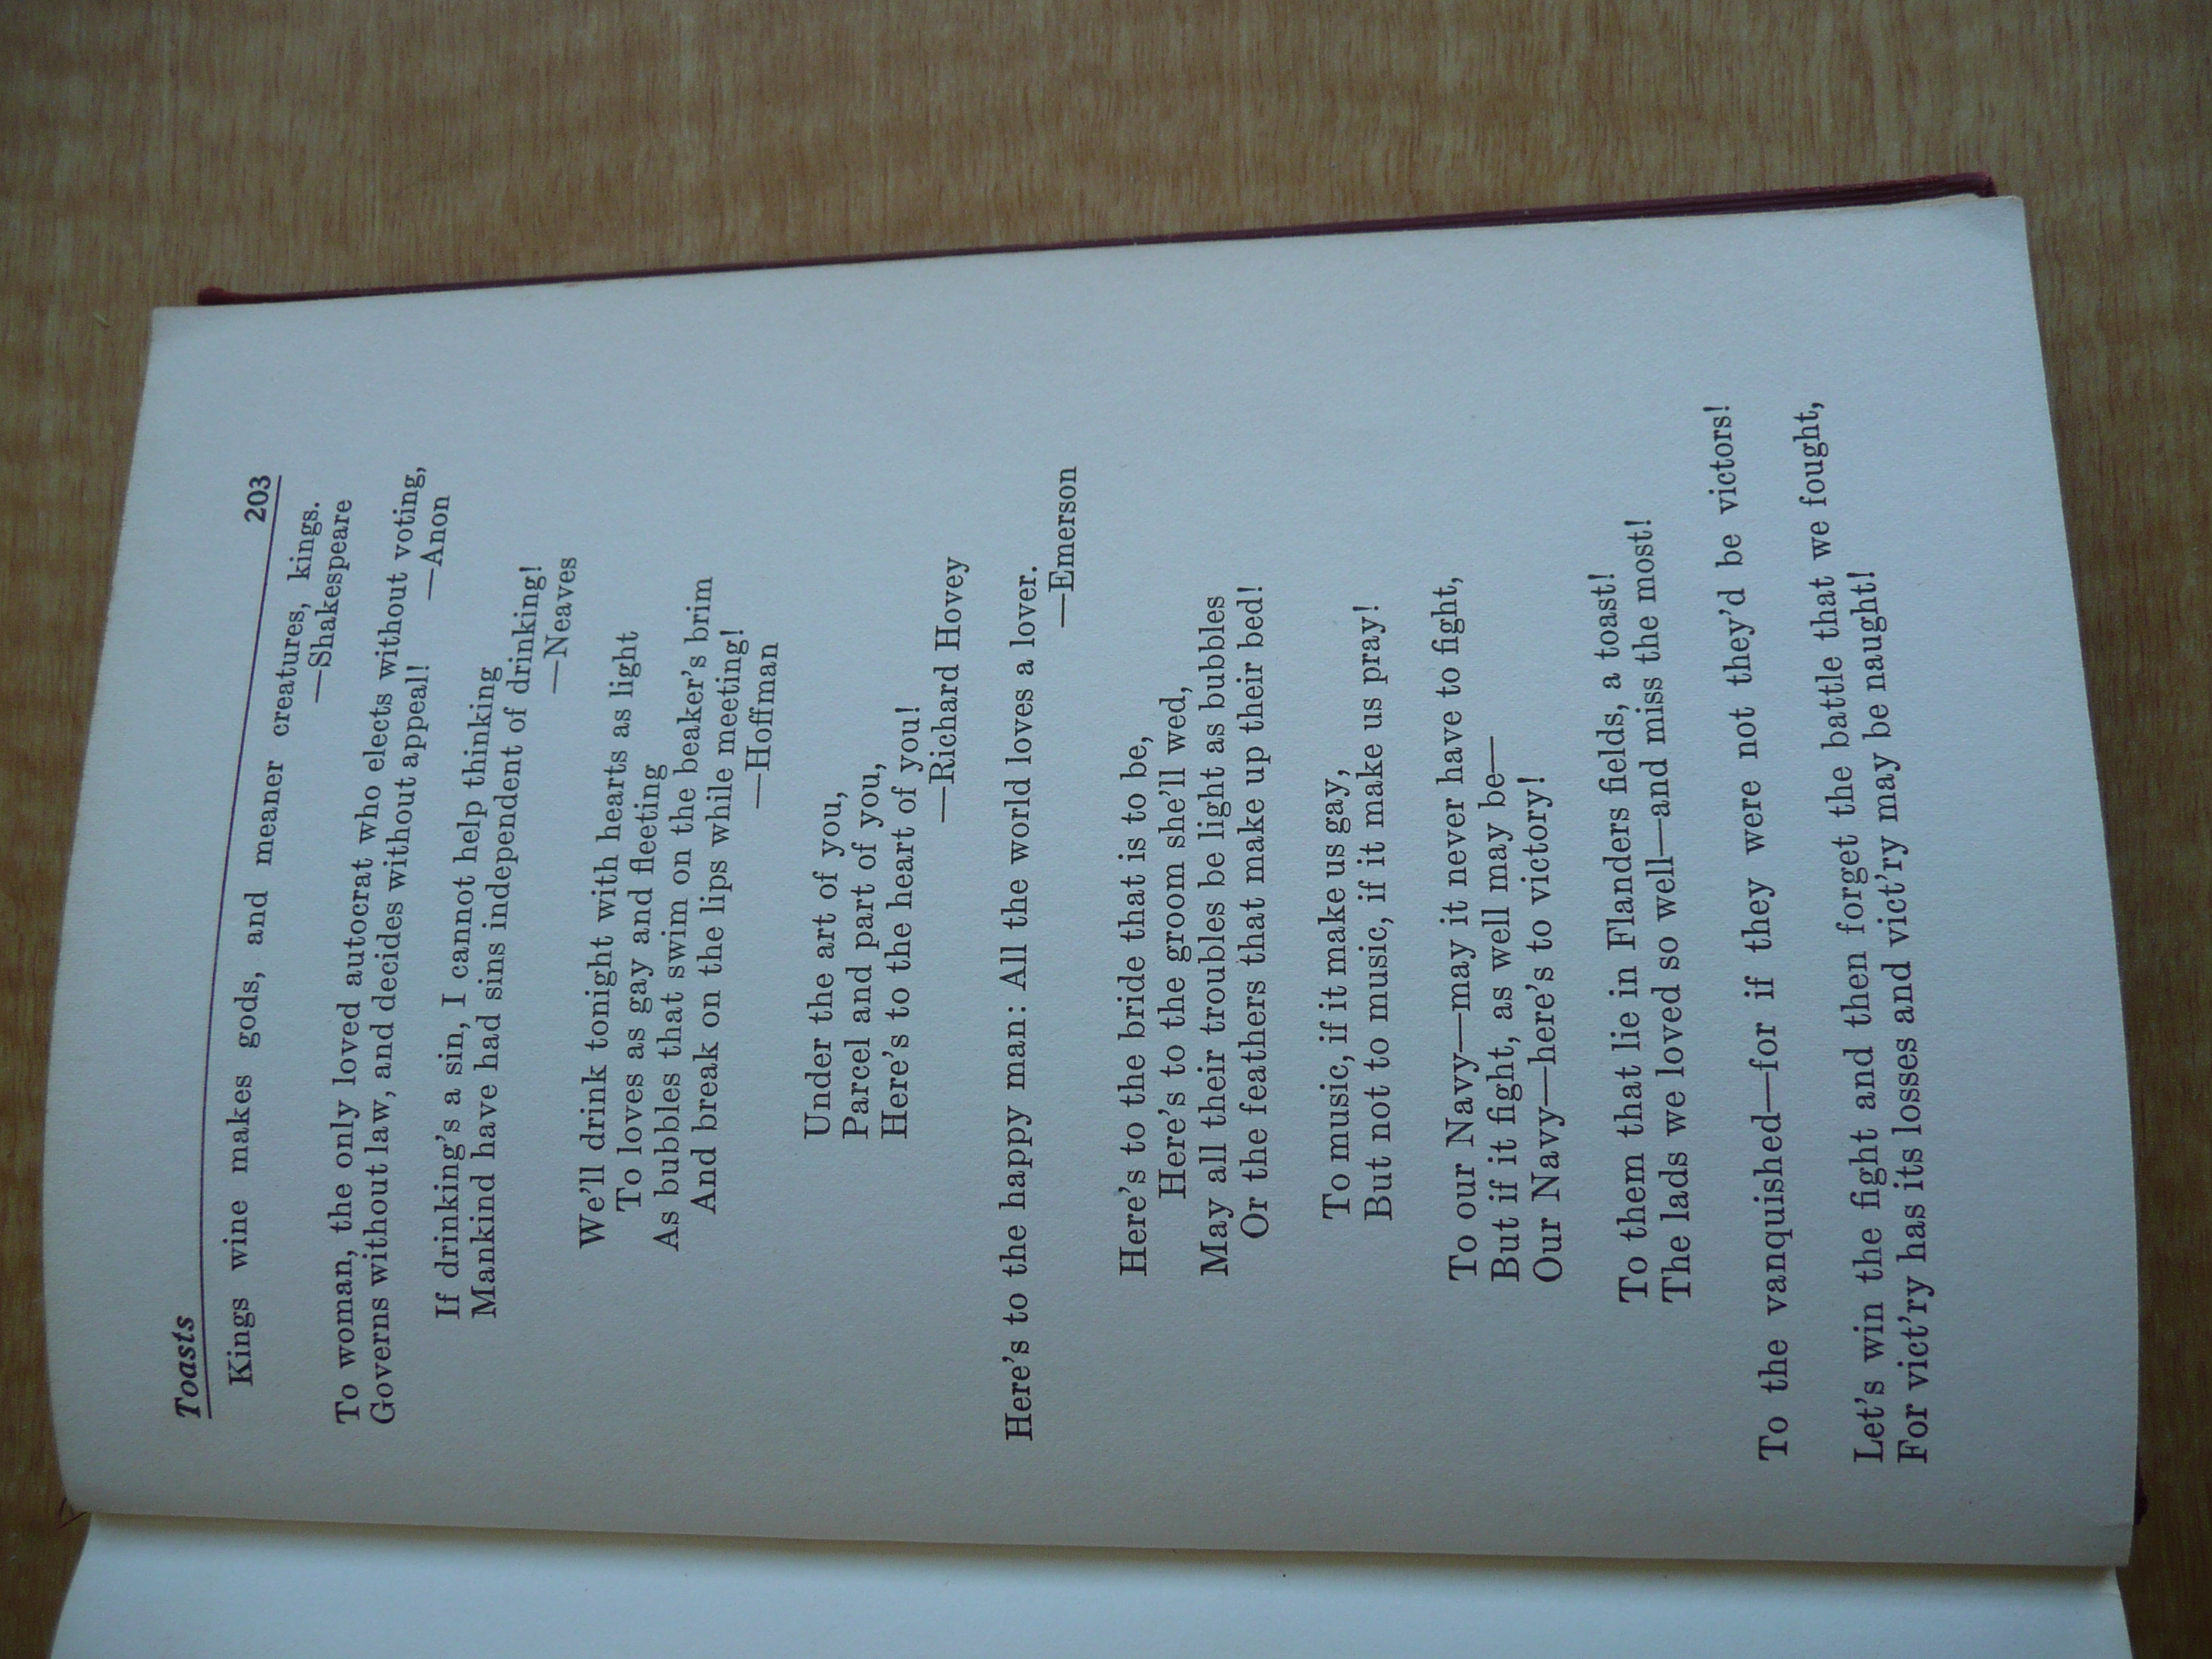 Toasts 203
Kings wine makes gods, and meaner creatures, kings.
—Shakespeare
To woman, the only loved autocrat who elects without voting,
Governs without law, and decides without appeal! —Anon
If drinking's a sin, I cannot help thinking
Mankind have had sins independent of drinking!
—Neaves
We'll drink tonight with hearts as light
To loves as gay and fleeting
As bubbles that swim on the beaker's brim
And break on the lips while meeting!
—Hoffman
Under the art of you,
Parcel and part of you,
Here's to the heart of you!
—Richard Hovey
Here's to the happy man: All the world loves a lover.
—Emerson
Here's to the bride that is to be,
Here's to the groom she'll wed,
May all their troubles be light as bubbles
Or the feathers that make up their bed!
To music, if it make us gay,
But not to music, if it make us pray!
To our Navy—may it never have to fight,
But if it fight, as well may be—
Our Navy—here's to victory!
To them that lie in Flanders fields, a toast!
The lads we loved so well—and miss the most!
To the vanquished—for if they were not they'd be victors!
Let's win the fight and then forget the battle that we fought,
For vict'ry has its losses and vict'ry may be naught!